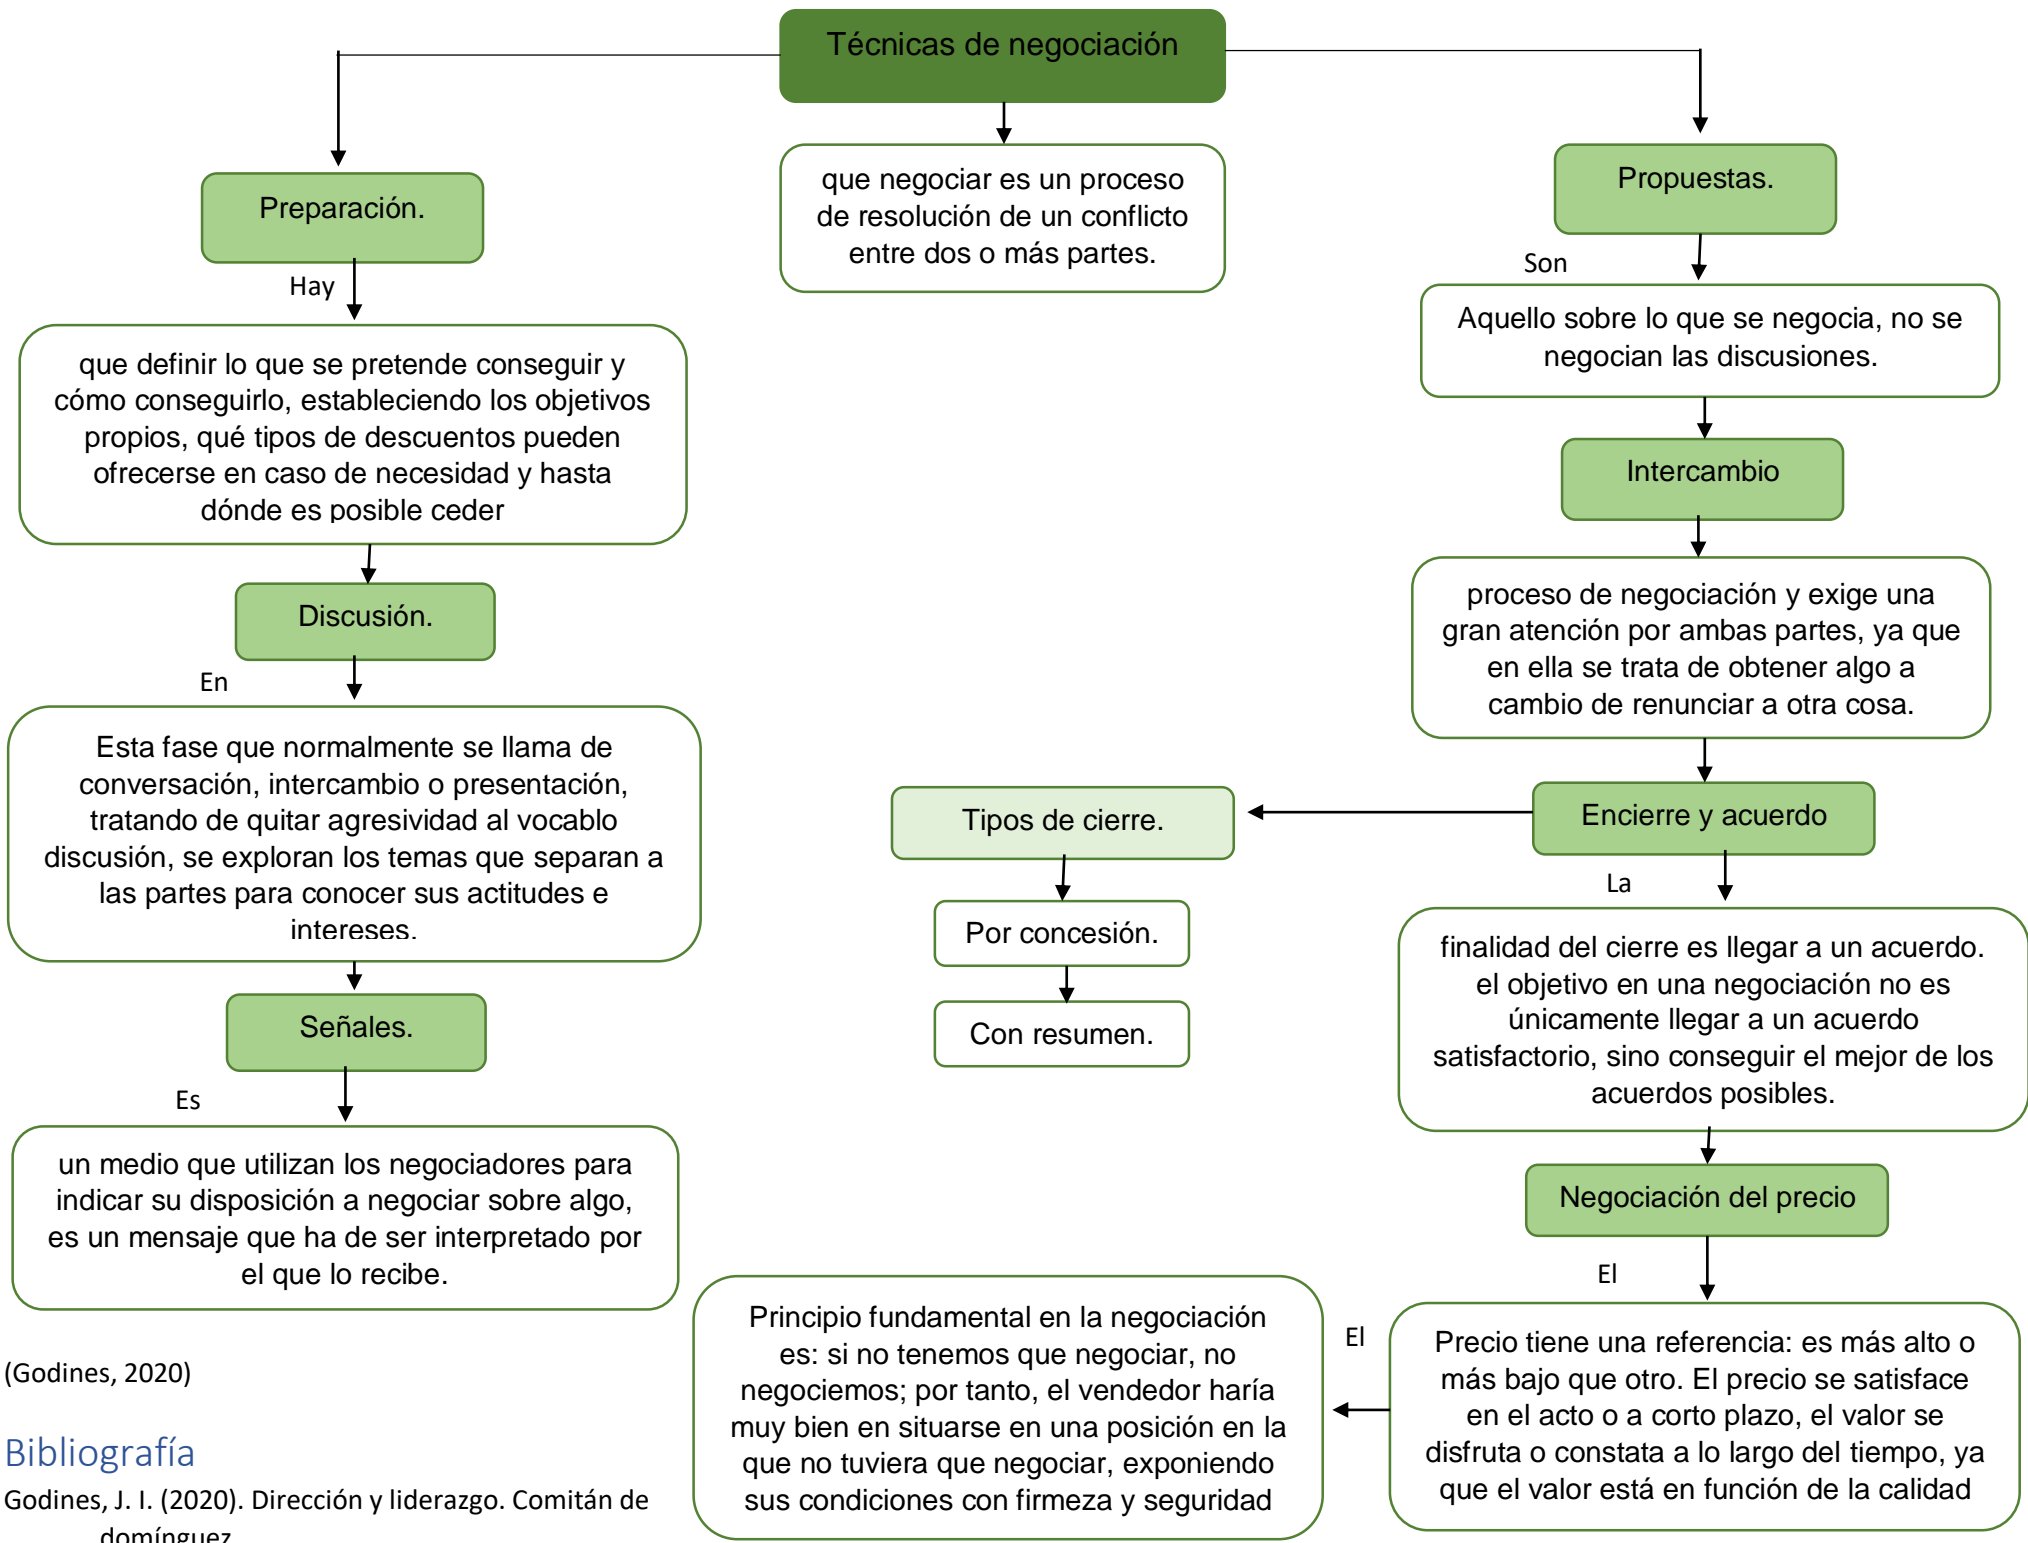 Técnicas de negociación
que negociar es un proceso
de resolución de un conflicto
entre dos o más partes.
Preparación.
Hay
que definir lo que se pretende conseguir y
cómo conseguirlo, estableciendo los objetivos
propios, qué tipos de descuentos pueden
ofrecerse en caso de necesidad y hasta
dónde es posible ceder
Discusión.
En
Esta fase que normalmente se llama de
conversación, intercambio o presentación,
tratando de quitar agresividad al vocablo
discusión, se exploran los temas que separan a
las partes para conocer sus actitudes e
intereses.
Señales.
Es
un medio que utilizan los negociadores para
indicar su disposición a negociar sobre algo,
es un mensaje que ha de ser interpretado por
el que lo recibe.
Propuestas.
Son
Aquello sobre lo que se negocia, no se
negocian las discusiones.
Intercambio
proceso de negociación y exige una
gran atención por ambas partes, ya que
en ella se trata de obtener algo a
cambio de renunciar a otra cosa.
Encierre y acuerdo
Tipos de cierre.
Por concesión.
Con resumen.
La
finalidad del cierre es llegar a un acuerdo.
el objetivo en una negociación no es
únicamente llegar a un acuerdo
satisfactorio, sino conseguir el mejor de los
acuerdos posibles.
Negociación del precio
El
Precio tiene una referencia: es más alto o
más bajo que otro. El precio se satisface
en el acto o a corto plazo, el valor se
disfruta o constata a lo largo del tiempo, ya
que el valor está en función de la calidad
El
Principio fundamental en la negociación
es: si no tenemos que negociar, no
negociemos; por tanto, el vendedor haría
muy bien en situarse en una posición en la
que no tuviera que negociar, exponiendo
sus condiciones con firmeza y seguridad
(Godines, 2020)
Bibliografía
Godines, J. I. (2020). Dirección y liderazgo. Comitán de
domínguez